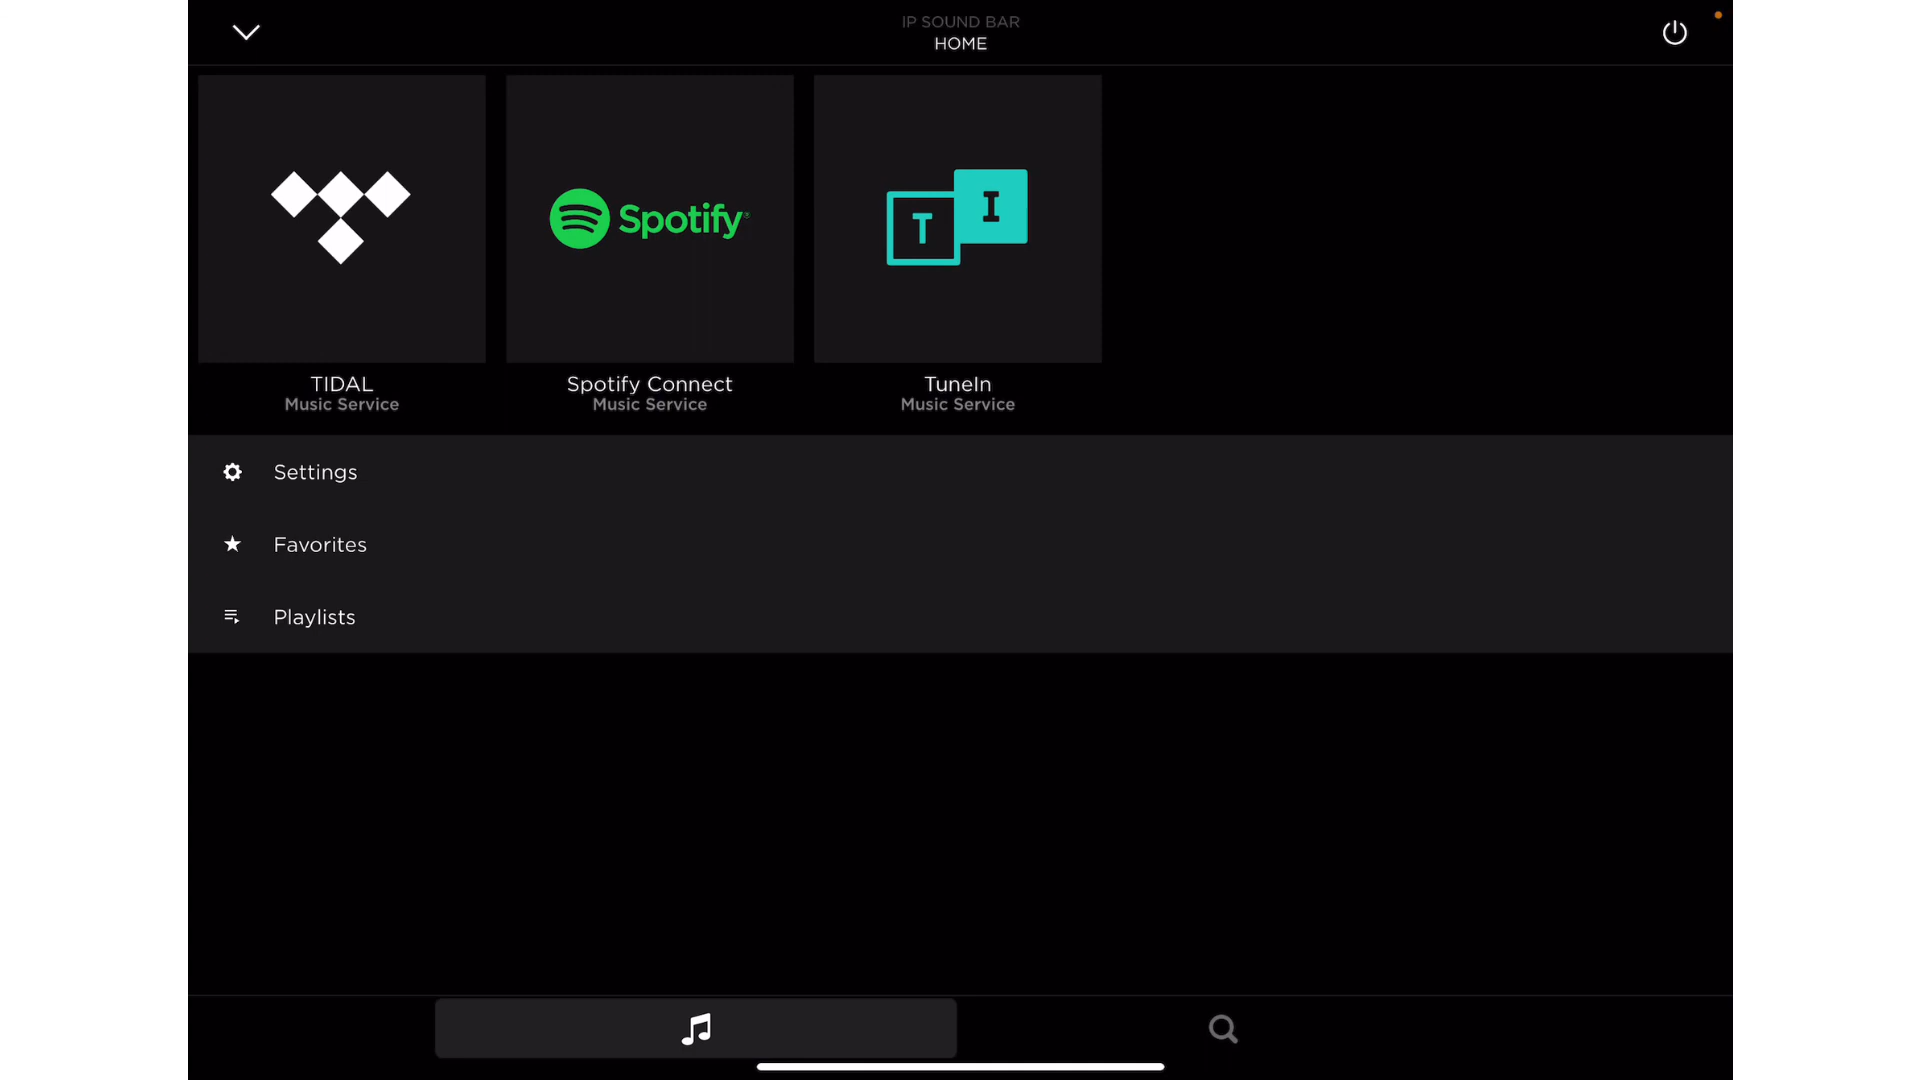 IP SOUND BAR
HOME
Spotify®
T I
TIDAL
Music Service
Spotify Connect
Music Service
TuneIn
Music Service
Settings
Favorites
Playlists